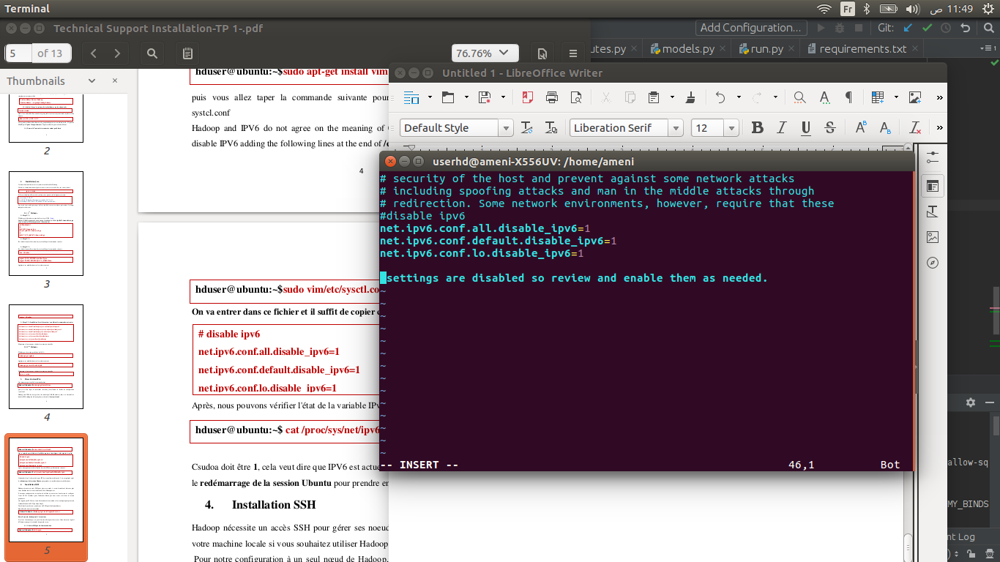 Terminal
Fr
ص 11:49
Technical Support Installation-TP 1-.pdf
5 of 13
76.76%
Thumbnails
2
3
4
5
hduser@ubuntu:~$sudo apt-get install vim
puis vous allez taper la commande suivante pour
systcl.conf
Hadoop and IPV6 do not agree on the meaning of
disable IPV6 adding the following lines at the end of
4
hduser@ubuntu:~$sudo vim/etc/sysctl.co
On va entrer dans ce fichier et il suffit de copier
# disable ipv6
net.ipv6.conf.all.disable_ipv6=1
net.ipv6.conf.default.disable_ipv6=1
net.ipv6.conf.lo.disable_ipv6=1
Après, nous pouvons vérifier l'état de la variable IPv
hduser@ubuntu:~$ cat /proc/sys/net/ipv6
Csudoa doit être 1, cela veut dire que IPV6 est actue
le redémarrage de la session Ubuntu pour prendre en
4. Installation SSH
Hadoop nécessite un accès SSH pour gérer ses noeud
votre machine locale si vous souhaitez utiliser Hadoop
Pour notre configuration à un seul nœud de Hadoop,
Add Configuration...
Git:
utes.py
models.py
run.py
requirements.txt
1
Untitled 1 - LibreOffice Writer
Default Style
Liberation Serif
12
userhd@ameni-X556UV: /home/ameni
# security of the host and prevent against some network attacks
# including spoofing attacks and man in the middle attacks through
# redirection. Some network environments, however, require that these
#disable ipv6
net.ipv6.conf.all.disable_ipv6=1
net.ipv6.conf.default.disable_ipv6=1
net.ipv6.conf.lo.disable_ipv6=1
settings are disabled so review and enable them as needed.
~
~
~
~
~
~
~
~
~
~
~
~
~
~
-- INSERT -- 46,1 Bot
allow-sq
MY_BINDS
nt Log